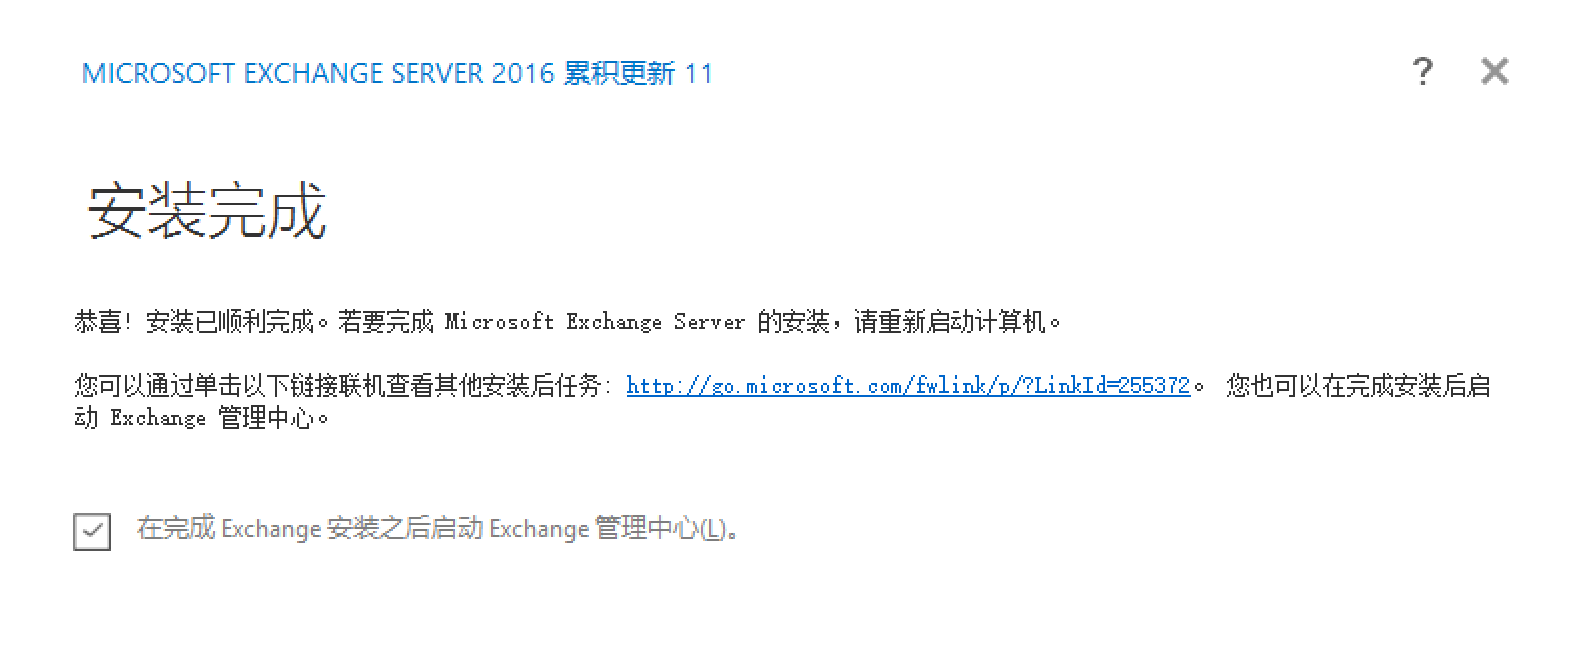 MICROSOFT EXCHANGE SERVER 2016 累积更新 11
? ×
安装完成
恭喜! 安装已顺利完成。若要完成 Microsoft Exchange Server 的安装，请重新启动计算机。
您可以通过单击以下链接联机查看其他安装后任务: http://go.microsoft.com/fwlink/p/?LinkId=255372。 您也可以在完成安装后启
动 Exchange 管理中心。
在完成 Exchange 安装之后启动 Exchange 管理中心(L)。